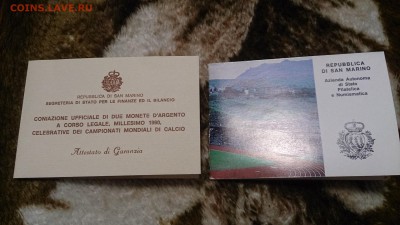 COINS.LAVE.RU
REPUBBLICA DI SAN MARINO
SEGRETERIA DI STATO PER LE FINANZE ED IL BILANCIO
CONIAZIONE UFFICIALE DI DUE MONETE D'ARGENTO
A CORSO LEGALE, MILLESIMO 1990,
CELEBRATIVE DEI CAMPIONATI MONDIALI DI CALCIO
Attestato di Garanzia
REPUBBLICA
DI SAN MARINO
Azienda Autonoma
di Stato
Filatelica
e Numismatica